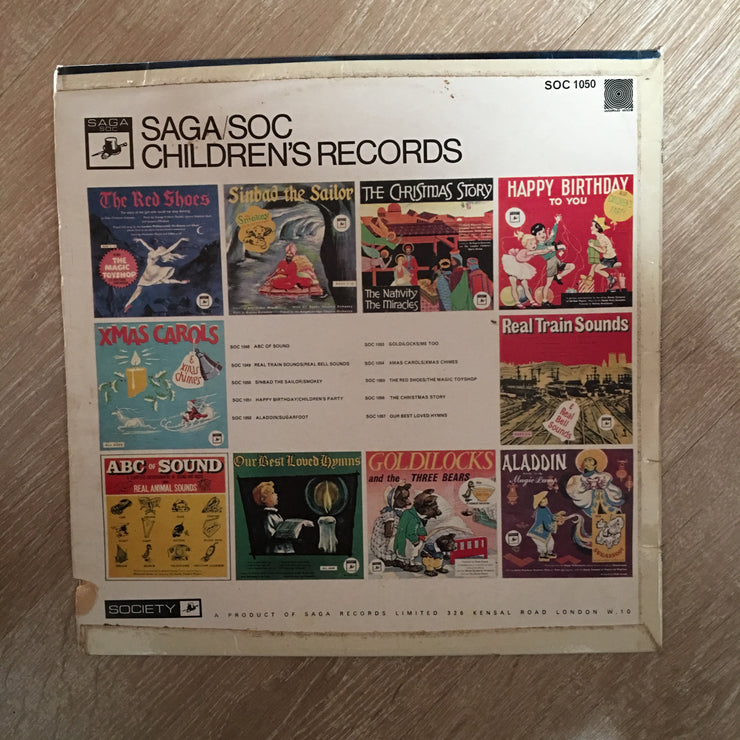 SOC 1050
SAGA
SOC
SAGA/SOC
CHILDREN'S RECORDS
The Red Shoes
THE
MAGIC
TOYSHOP
Sinbad the Sailor
Smokey
THE CHRISTMAS STORY
The Nativity
The Miracles
HAPPY BIRTHDAY
TO YOU
XMAS CAROLS
& xmas
chimes
SOC 1048 ABC OF SOUND
SOC 1049 REAL TRAIN SOUNDS/REAL BELL SOUNDS
SOC 1050 SINBAD THE SAILOR/SMOKEY
SOC 1051 HAPPY BIRTHDAY/CHILDREN'S PARTY
SOC 1052 ALADDIN/SUGARFOOT
SOC 1053 GOLDILOCKS/ME TOO
SOC 1054 XMAS CAROLS/XMAS CHIMES
SOC 1055 THE RED SHOES/THE MAGIC TOYSHOP
SOC 1056 THE CHRISTMAS STORY
SOC 1057 OUR BEST LOVED HYMNS
Real Train Sounds
& Real
Bell
Sounds
ABC OF SOUND
REAL ANIMAL SOUNDS
Our Best Loved Hymns
GOLDILOCKS
and the THREE BEARS
ALADDIN
Magic Lamp
SUGARFOOT
SOCIETY
A PRODUCT OF SAGA RECORDS LIMITED 326 KENSAL ROAD LONDON W.10